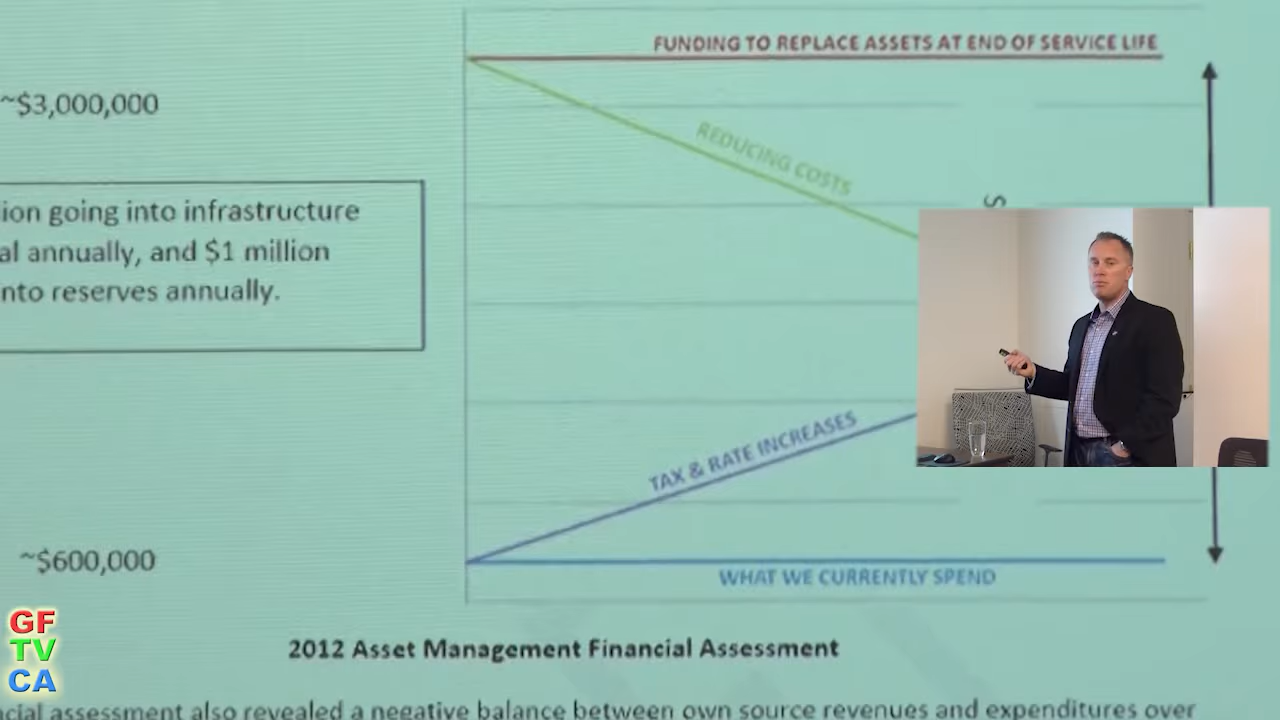 FUNDING TO REPLACE ASSETS AT END OF SERVICE LIFE
~$3,000,000
REDUCING COSTS
ion going into infrastructure
al annually, and $1 million
nto reserves annually.
$
TAX & RATE INCREASES
~$600,000
WHAT WE CURRENTLY SPEND
GF
TV
CA
2012 Asset Management Financial Assessment
cial assessment also revealed a negative balance between own source revenues and expenditures over